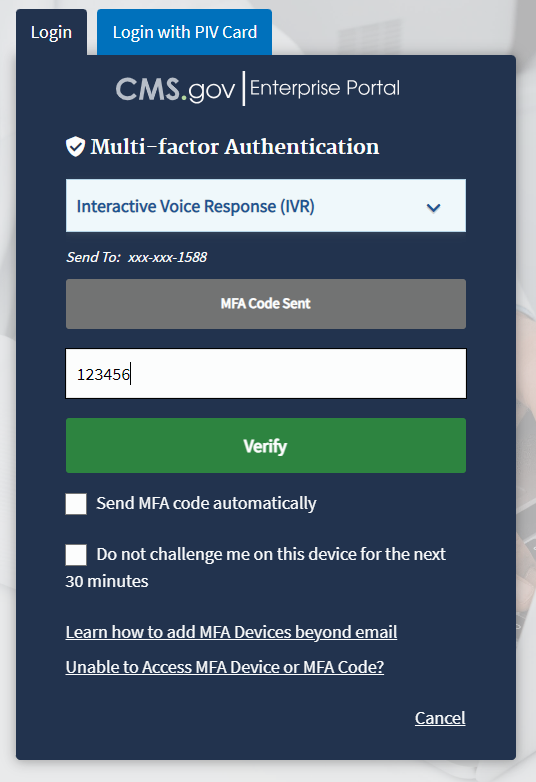 Login
Login with PIV Card
CMS.gov Enterprise Portal
Multi-factor Authentication
Interactive Voice Response (IVR)
Send To: xxx-xxx-1588
MFA Code Sent
123456
Verify
Send MFA code automatically
Do not challenge me on this device for the next
30 minutes
Learn how to add MFA Devices beyond email
Unable to Access MFA Device or MFA Code?
Cancel